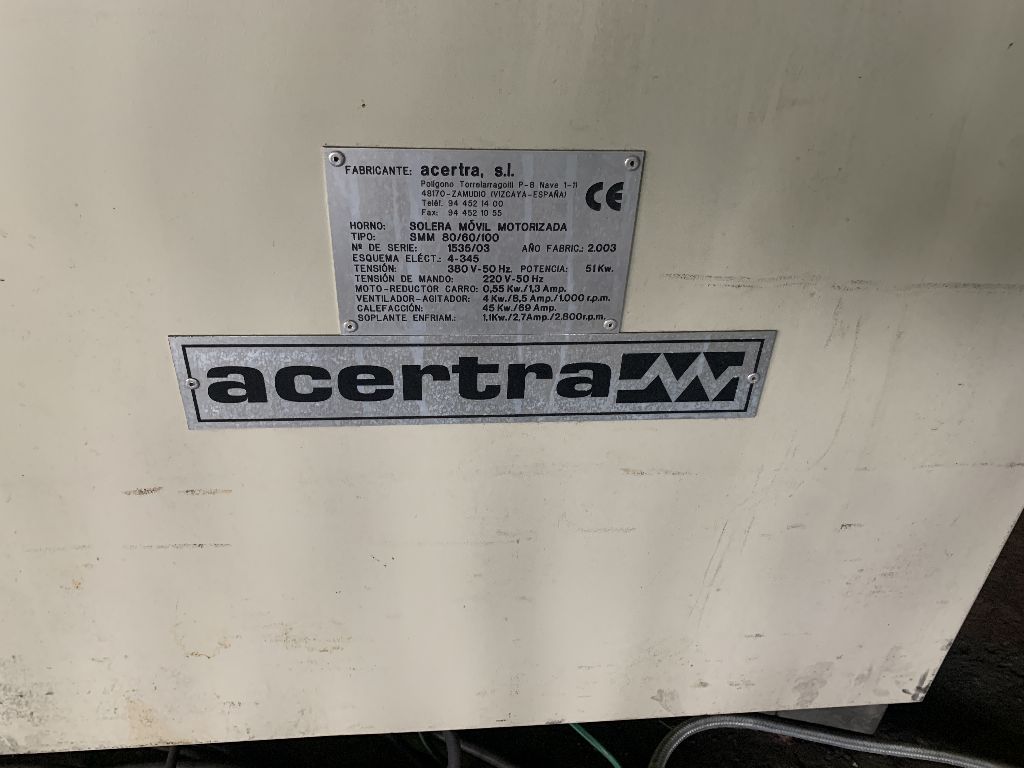 FABRICANTE: acertra, s.l.
Polígono Torrelarragoiti P-8 Nave 1-11
48170-ZAMUDIO (VIZCAYA-ESPAÑA)
Teléf. 94 452 14 00
Fax: 94 452 10 55
CE
HORNO: SOLERA MÓVIL MOTORIZADA
TIPO: SMM 80/60/100
Nº DE SERIE: 1535/03 AÑO FABRIC.: 2.003
ESQUEMA ELÉCT.: 4-345
TENSIÓN: 380 V-50 Hz. POTENCIA: 51 Kw.
TENSIÓN DE MANDO: 220 V-50 Hz
MOTO-REDUCTOR CARRO: 0,55 Kw./1,3 Amp.
VENTILADOR-AGITADOR: 4 Kw./8,5 Amp./1.000 r.p.m.
CALEFACCIÓN: 45 Kw./69 Amp.
SOPLANTE ENFRIAM.: 1,1Kw./2,7Amp./2.800r.p.m.
acertra